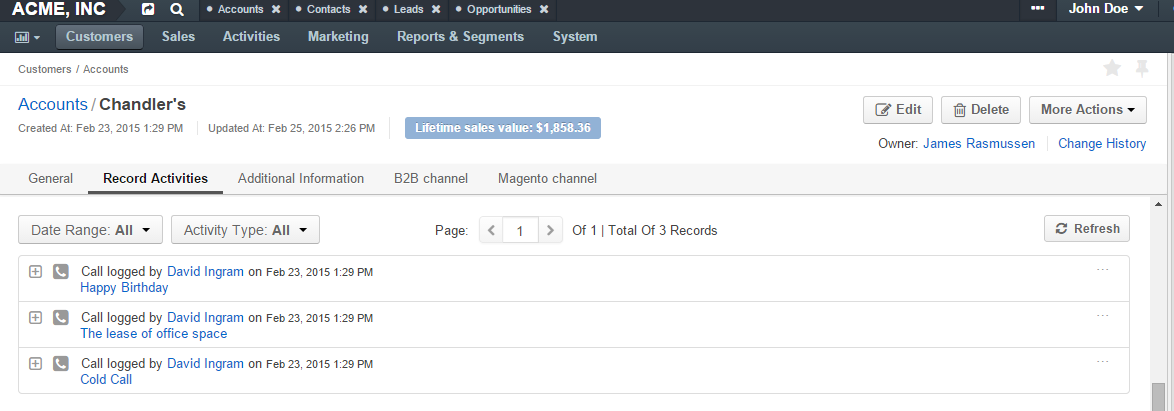 ACME, INC Accounts Contacts Leads Opportunities ... John Doe
Customers Sales Activities Marketing Reports & Segments System
Customers / Accounts
Accounts / Chandler's Edit Delete More Actions
Created At: Feb 23, 2015 1:29 PM Updated At: Feb 25, 2015 2:26 PM Lifetime sales value: $1,858.36
Owner: James Rasmussen Change History
General Record Activities Additional Information B2B channel Magento channel
Date Range: All Activity Type: All Page: 1 Of 1 | Total Of 3 Records Refresh
Call logged by David Ingram on Feb 23, 2015 1:29 PM ...
Happy Birthday
Call logged by David Ingram on Feb 23, 2015 1:29 PM ...
The lease of office space
Call logged by David Ingram on Feb 23, 2015 1:29 PM ...
Cold Call